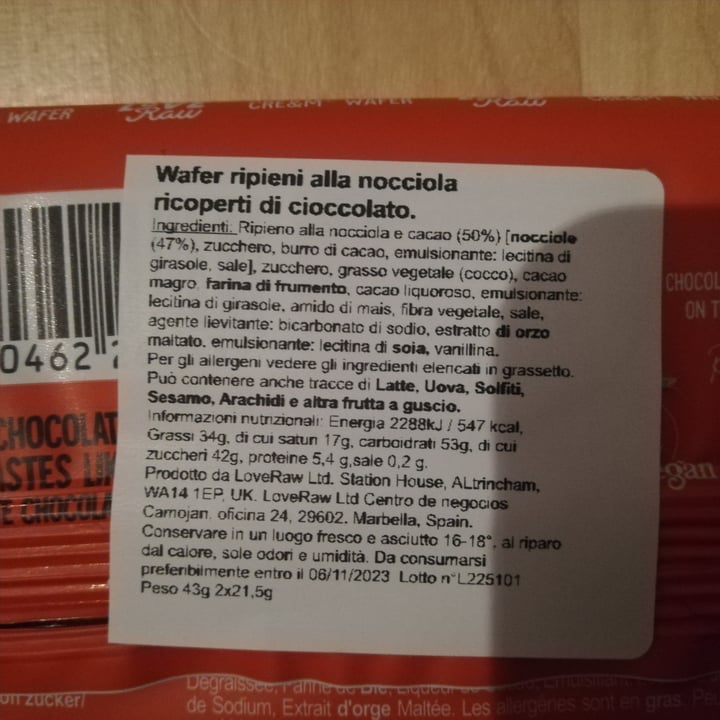 WAFER
Raw
CRE&M WAFER
Raw
Wafer ripieni alla nocciola
ricoperti di cioccolato.
Ingredienti: Ripieno alla nocciola e cacao (50%) [nocciole
(47%), zucchero, burro di cacao, emulsionante: lecitina di
girasole, sale], zucchero, grasso vegetale (cocco), cacao
magro, farina di frumento, cacao liquoroso, emulsionante:
lecitina di girasole, amido di mais, fibra vegetale, sale,
agente lievitante: bicarbonato di sodio, estratto di orzo
maltato, emulsionante: lecitina di soia, vanillina.
Per gli allergeni vedere gli ingredienti elencati in grassetto.
Può contenere anche tracce di Latte, Uova, Solfiti,
Sesamo, Arachidi e altra frutta a guscio.
Informazioni nutrizionali: Energia 2288kJ / 547 kcal,
Grassi 34g, di cui saturi 17g, carboidrati 53g, di cui
zuccheri 42g, proteine 5,4 g,sale 0,2 g.
Prodotto da LoveRaw Ltd. Station House, ALtrincham,
WA14 1EP, UK. LoveRaw Ltd Centro de negocios
Camojan, oficina 24, 29602, Marbella, Spain.
Conservare in un luogo fresco e asciutto 16-18°, al riparo
dal calore, sole odori e umidità. Da consumarsi
preferibilmente entro il 06/11/2023 Lotto n°L225101
Peso 43g 2x21,5g
0462
CHOCOLAT
ASTES LIK
E CHOCOLA
CHOCOL
ON T
egan
on zucker/
de Sodium, Extrait d'orge Maltée. Les allergènes sont en gras.